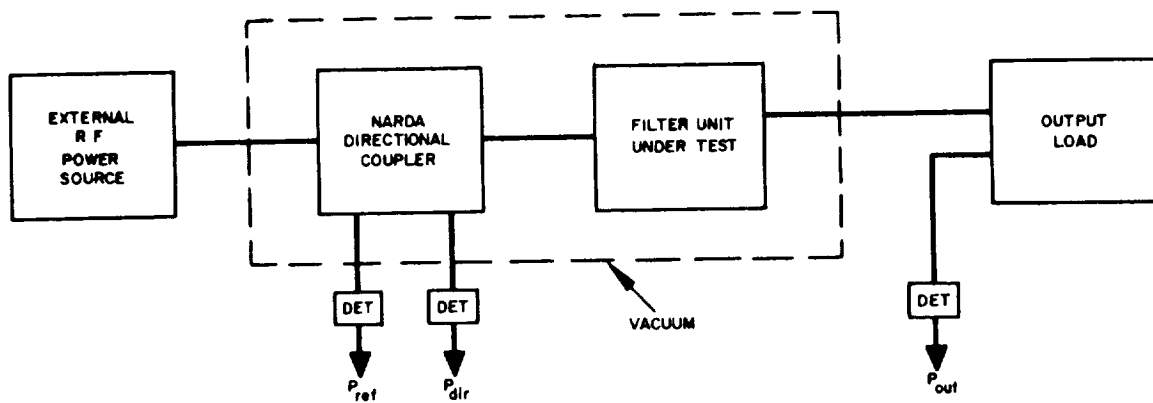 EXTERNAL
R F
POWER
SOURCE
NARDA
DIRECTIONAL
COUPLER
FILTER UNIT
UNDER TEST
OUTPUT
LOAD
DET
DET
DET
VACUUM
Pref
Pdir
Pout